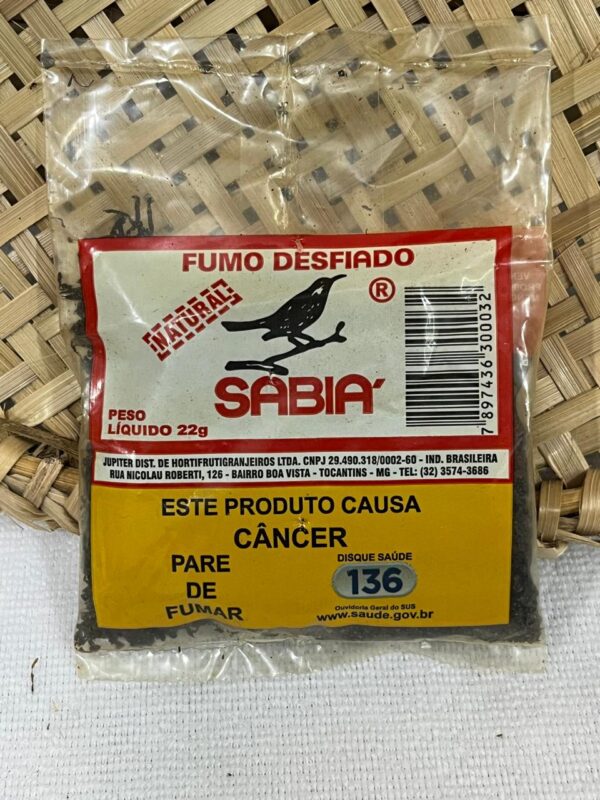 FUMO DESFIADO
NATURAL
®
SABIÁ
PESO
LÍQUIDO 22g
7 897436 300032
JUPITER DIST. DE HORTIFRUTIGRANJEIROS LTDA. CNPJ 29.490.318/0002-60 - IND. BRASILEIRA
RUA NICOLAU ROBERTI, 126 - BAIRRO BOA VISTA - TOCANTINS - MG - TEL: (32) 3574-3686
ESTE PRODUTO CAUSA
CÂNCER
PARE
DE
FUMAR
DISQUE SAÚDE
136
Ouvidoria Geral do SUS
www.saude.gov.br